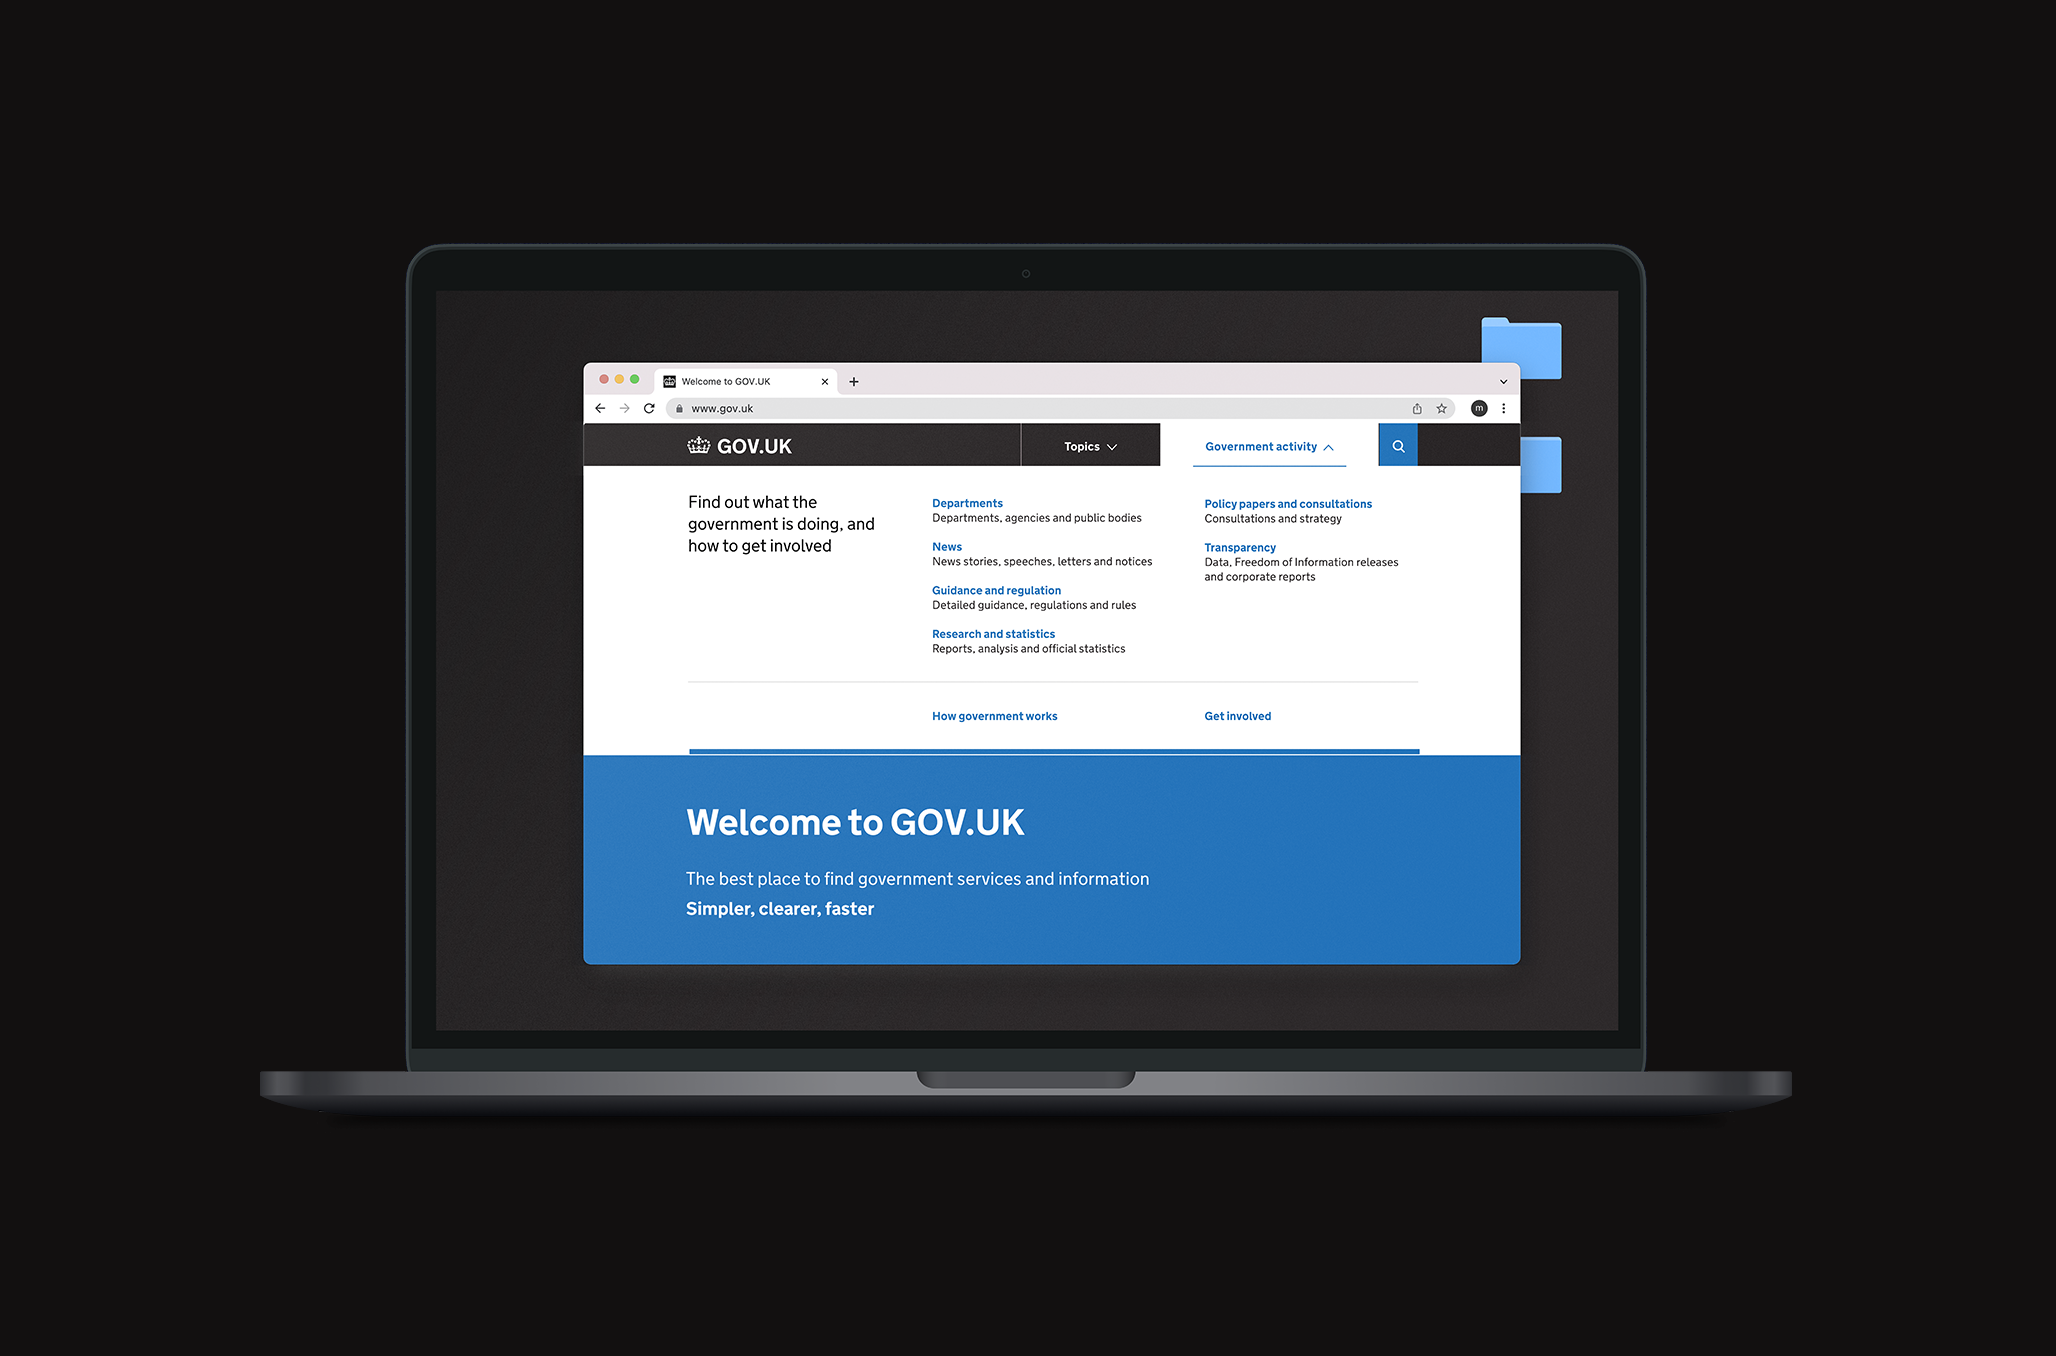 Welcome to GOV.UK
www.gov.uk
m
GOV.UK
Topics
Government activity
Find out what the
government is doing, and
how to get involved
Departments
Departments, agencies and public bodies
News
News stories, speeches, letters and notices
Guidance and regulation
Detailed guidance, regulations and rules
Research and statistics
Reports, analysis and official statistics
Policy papers and consultations
Consultations and strategy
Transparency
Data, Freedom of Information releases
and corporate reports
How government works
Get involved
Welcome to GOV.UK
The best place to find government services and information
Simpler, clearer, faster